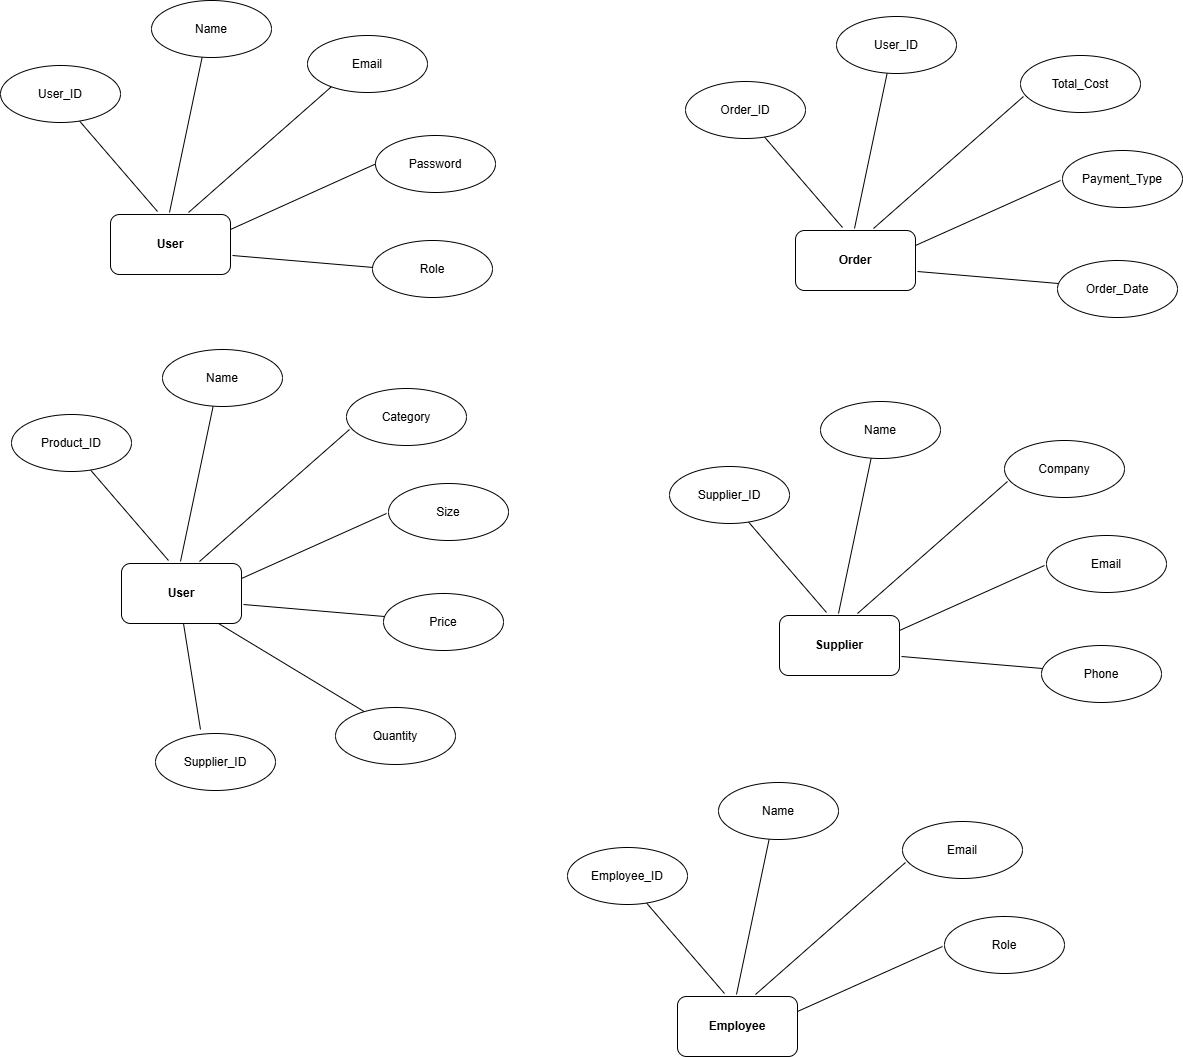 Name
Email
User_ID
Password
User
Role
User_ID
Total_Cost
Order_ID
Payment_Type
Order
Order_Date
Name
Category
Product_ID
Size
User
Price
Quantity
Supplier_ID
Name
Company
Supplier_ID
Email
Supplier
Phone
Name
Email
Employee_ID
Role
Employee